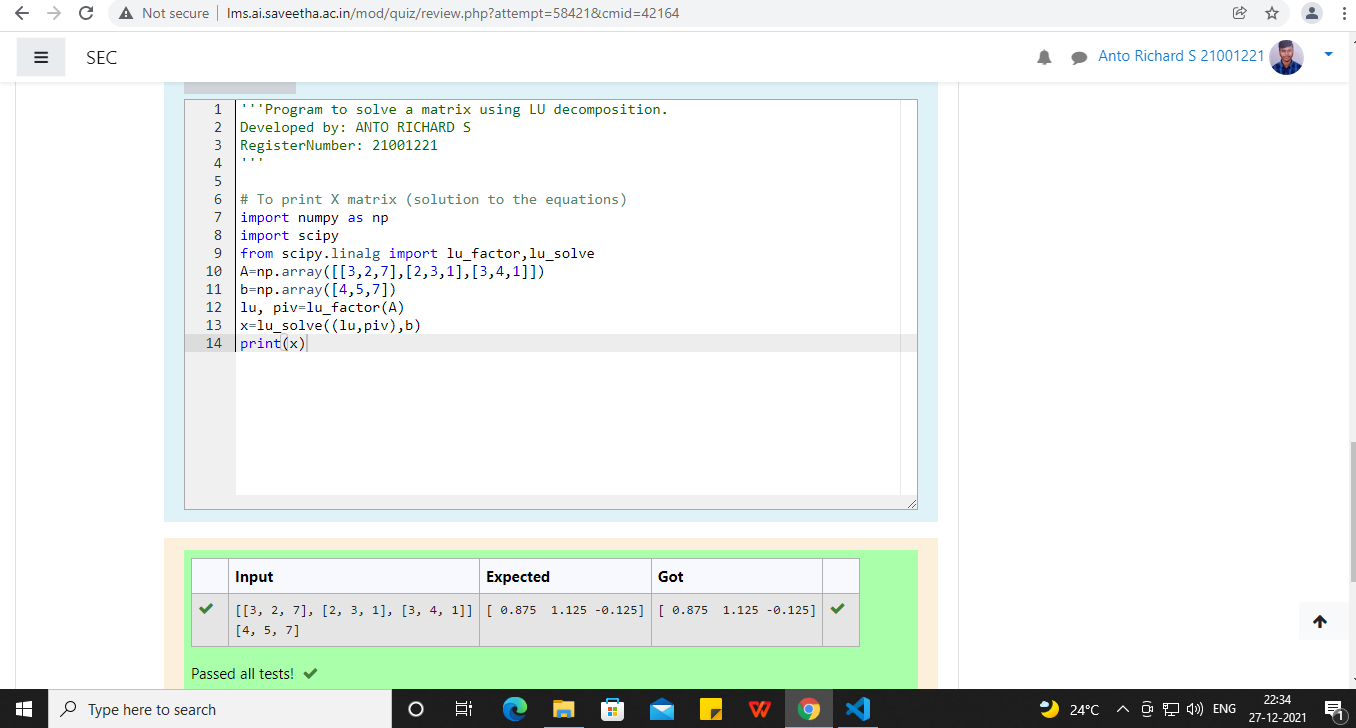 Not secure | lms.ai.saveetha.ac.in/mod/quiz/review.php?attempt=58421&cmid=42164
SEC
Anto Richard S 21001221
1 '''Program to solve a matrix using LU decomposition.
2 Developed by: ANTO RICHARD S
3 RegisterNumber: 21001221
4 '''
5
6 # To print X matrix (solution to the equations)
7 import numpy as np
8 import scipy
9 from scipy.linalg import lu_factor,lu_solve
10 A=np.array([[3,2,7],[2,3,1],[3,4,1]])
11 b=np.array([4,5,7])
12 lu, piv=lu_factor(A)
13 x=lu_solve((lu,piv),b)
14 print(x)
Input Expected Got
[[3, 2, 7], [2, 3, 1], [3, 4, 1]] [ 0.875  1.125 -0.125] [ 0.875  1.125 -0.125]
[4, 5, 7]
Passed all tests!
Type here to search
24°C
ENG
22:34
27-12-2021
1